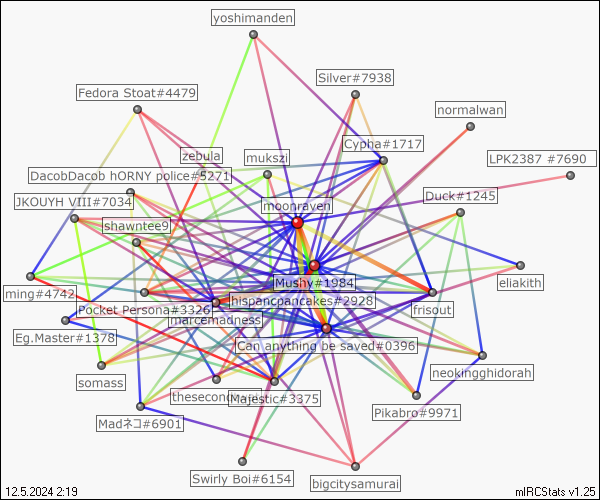 yoshimanden
Silver#7938
Fedora Stoat#4479
normalwan
Cypha#1717
zebula
mukszi
LPK2387 #7690
DacobDacob hORNY police#5271
Duck#1245
JKOUYH VIII#7034
moonraven
shawntee9
Mushy#1984
eliakith
ming#4742
hispancpancakes#2928
Pocket Persona#3326
frisout
marcemadness
Eg.Master#1378
Can anything be saved#0396
neokingghidorah
somass
Majestic#3375
Pikabro#9971
Madネコ#6901
Swirly Boi#6154
bigcitysamurai
12.5.2024 2:19
mIRCStats v1.25